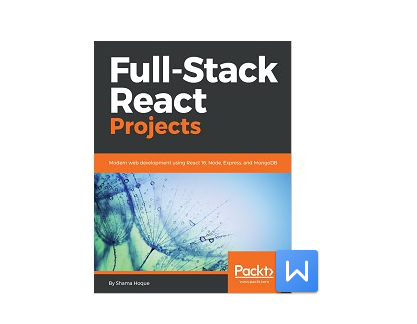 Full-Stack
React
Projects
Modern web development using React 16, Node, Express, and MongoDB
By Shama Hoque
Packt>
www.packt.com
W